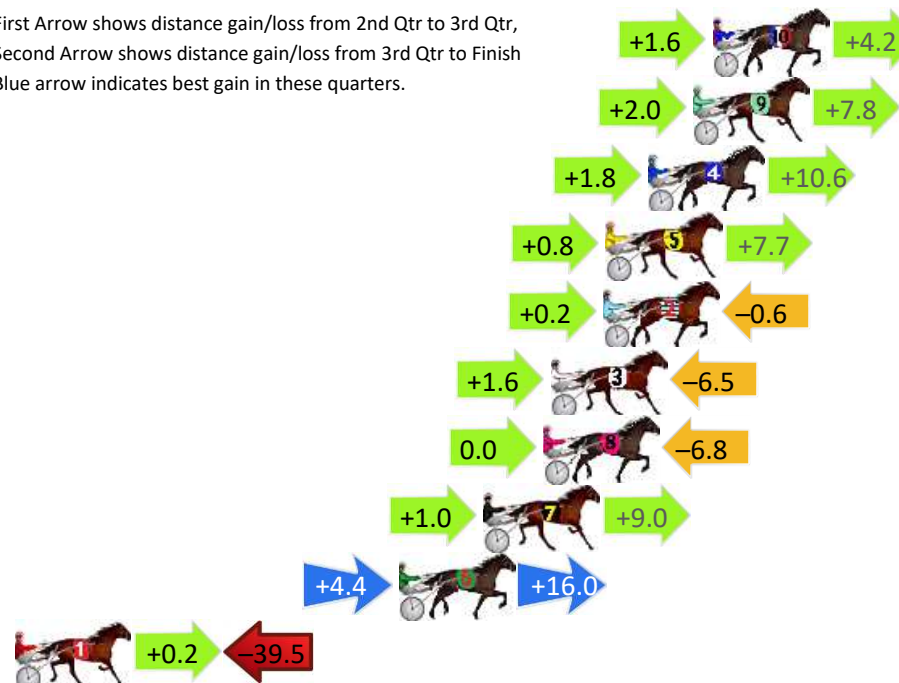 First Arrow shows distance gain/loss from 2nd Qtr to 3rd Qtr,
Second Arrow shows distance gain/loss from 3rd Qtr to Finish
Blue arrow indicates best gain in these quarters.
+1.6 10 +4.2
+2.0 9 +7.8
+1.8 4 +10.6
+0.8 5 +7.7
+0.2 2 –0.6
+1.6 3 –6.5
0.0 8 –6.8
+1.0 7 +9.0
+4.4 6 +16.0
1 +0.2 –39.5